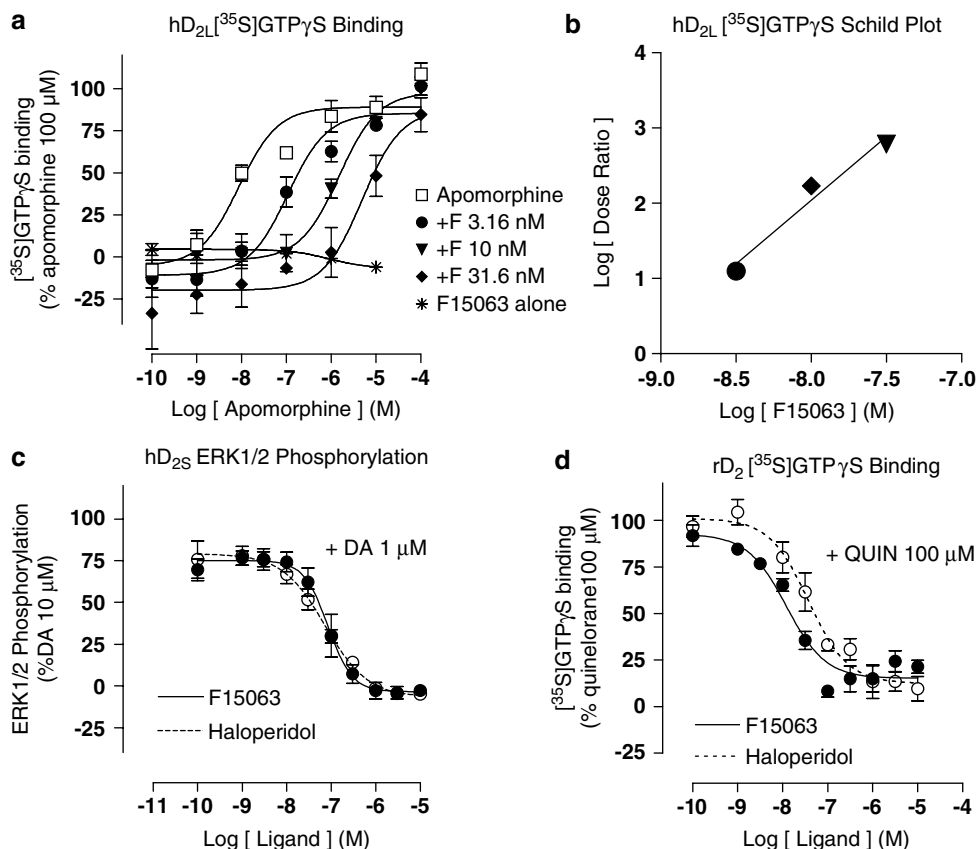 a
hD2L[35S]GTPγS Binding
[35S]GTPγS binding
(% apomorphine 100 μM)
100
75
50
25
0
-25
-10 -9 -8 -7 -6 -5 -4
Log [ Apomorphine ] (M)
Apomorphine
+F 3.16 nM
+F 10 nM
+F 31.6 nM
F15063 alone
b
hD2L [35S]GTPγS Schild Plot
Log [ Dose Ratio ]
4
3
2
1
0
-9.0 -8.5 -8.0 -7.5 -7.0
Log [ F15063 ] (M)
c
hD2S ERK1/2 Phosphorylation
ERK1/2 Phosphorylation
(%DA 10 μM)
100
75
50
25
0
-25
+ DA 1 μM
F15063
Haloperidol
-11 -10 -9 -8 -7 -6 -5
Log [ Ligand ] (M)
d
rD2 [35S]GTPγS Binding
[35S]GTPγS binding
(% quinelorane100 μM)
100
75
50
25
0
-25
+ QUIN 100 μM
F15063
Haloperidol
-10 -9 -8 -7 -6 -5 -4
Log [ Ligand ] (M)